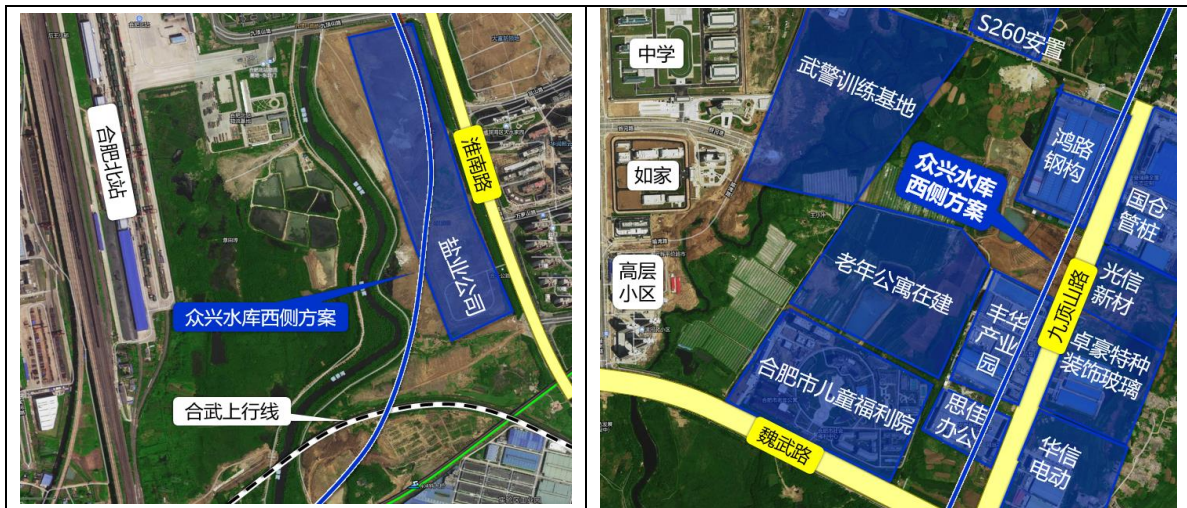 合肥北站
淮南路
盐业公司
众兴水库西侧方案
合武上行线
S260安置
中学
武警训练基地
鸿路
钢构
众兴水库
西侧方案
如家
国仓
管桩
老年公寓在建
高层
小区
光信
新材
九顶山路
丰华
产业
园
卓豪特种
装饰玻璃
合肥市儿童福利院
思佳
办公
魏武路
华信
电动